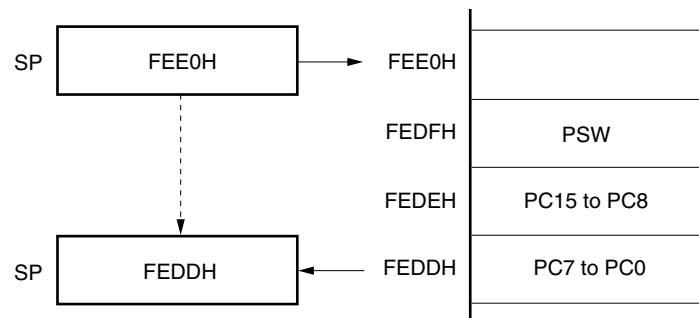 SP FEE0H FEE0H
FEDFH PSW
FEDEH PC15 to PC8
SP FEDDH FEDDH PC7 to PC0